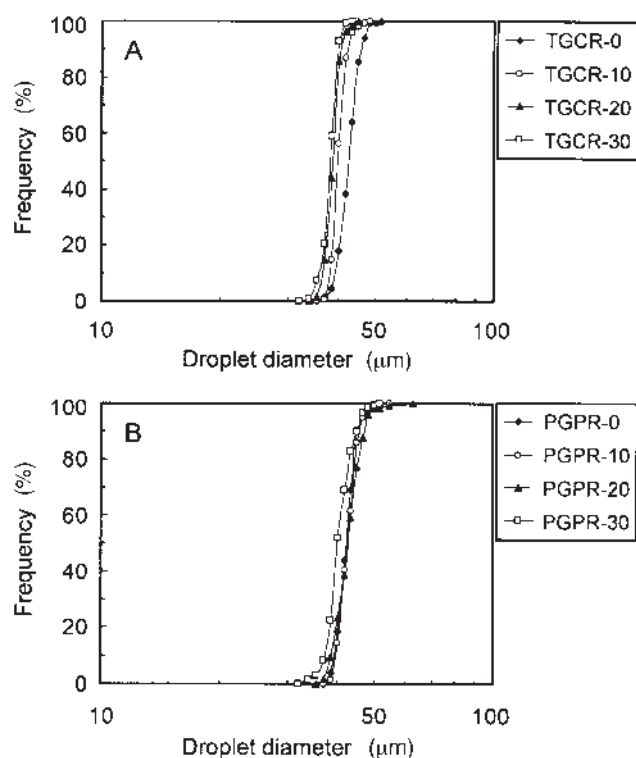 A
Frequency (%)
100
80
60
40
20
0
10
50
100
Droplet diameter (μm)
TGCR-0
TGCR-10
TGCR-20
TGCR-30
B
Frequency (%)
100
80
60
40
20
0
10
50
100
Droplet diameter (μm)
PGPR-0
PGPR-10
PGPR-20
PGPR-30